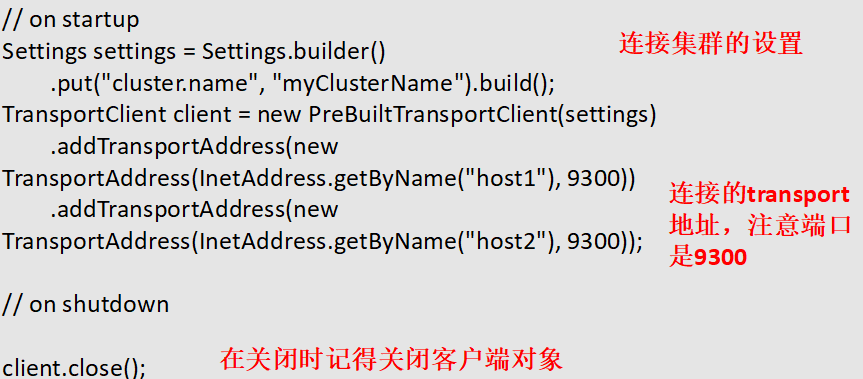 // on startup
Settings settings = Settings.builder()
连接集群的设置
.put("cluster.name", "myClusterName").build();
TransportClient client = new PreBuiltTransportClient(settings)
.addTransportAddress(new
TransportAddress(InetAddress.getByName("host1"), 9300))
.addTransportAddress(new
TransportAddress(InetAddress.getByName("host2"), 9300));
连接的transport
地址，注意端口
是9300
// on shutdown
client.close();
在关闭时记得关闭客户端对象